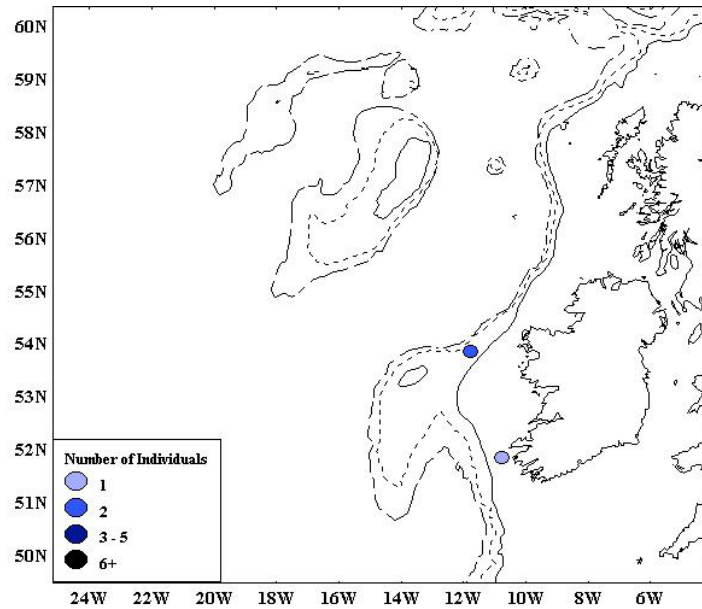 60N
59N
58N
57N
56N
55N
54N
53N
52N
51N
50N
Number of Individuals
1
2
3 - 5
6+
24W 22W 20W 18W 16W 14W 12W 10W 8W 6W